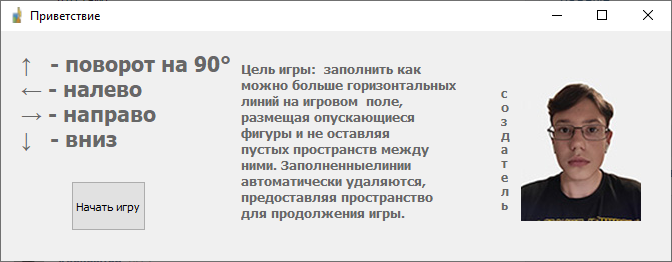 Приветствие
↑ - поворот на 90°
← - налево
→ - направо
↓ - вниз
Начать игру
Цель игры:  заполнить как
можно больше горизонтальных
линий на игровом  поле,
размещая опускающиеся
фигуры и не оставляя
пустых пространств между
ними. Заполненныелинии
автоматически удаляются,
предоставляя пространство
для продолжения игры.
с
о
з
д
а
т
е
л
ь